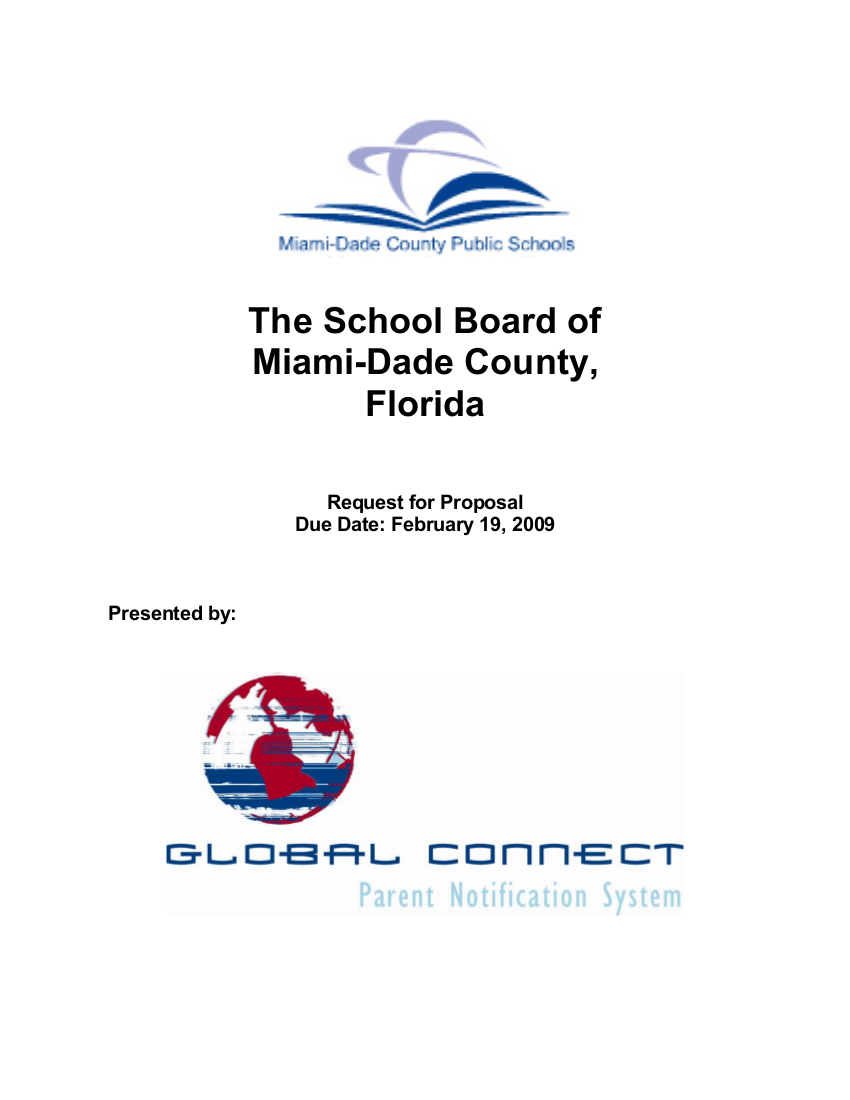 Miami-Dade County Public Schools
The School Board of
Miami-Dade County,
Florida
Request for Proposal
Due Date: February 19, 2009
Presented by:
GLOBAL CONNECT
Parent Notification System